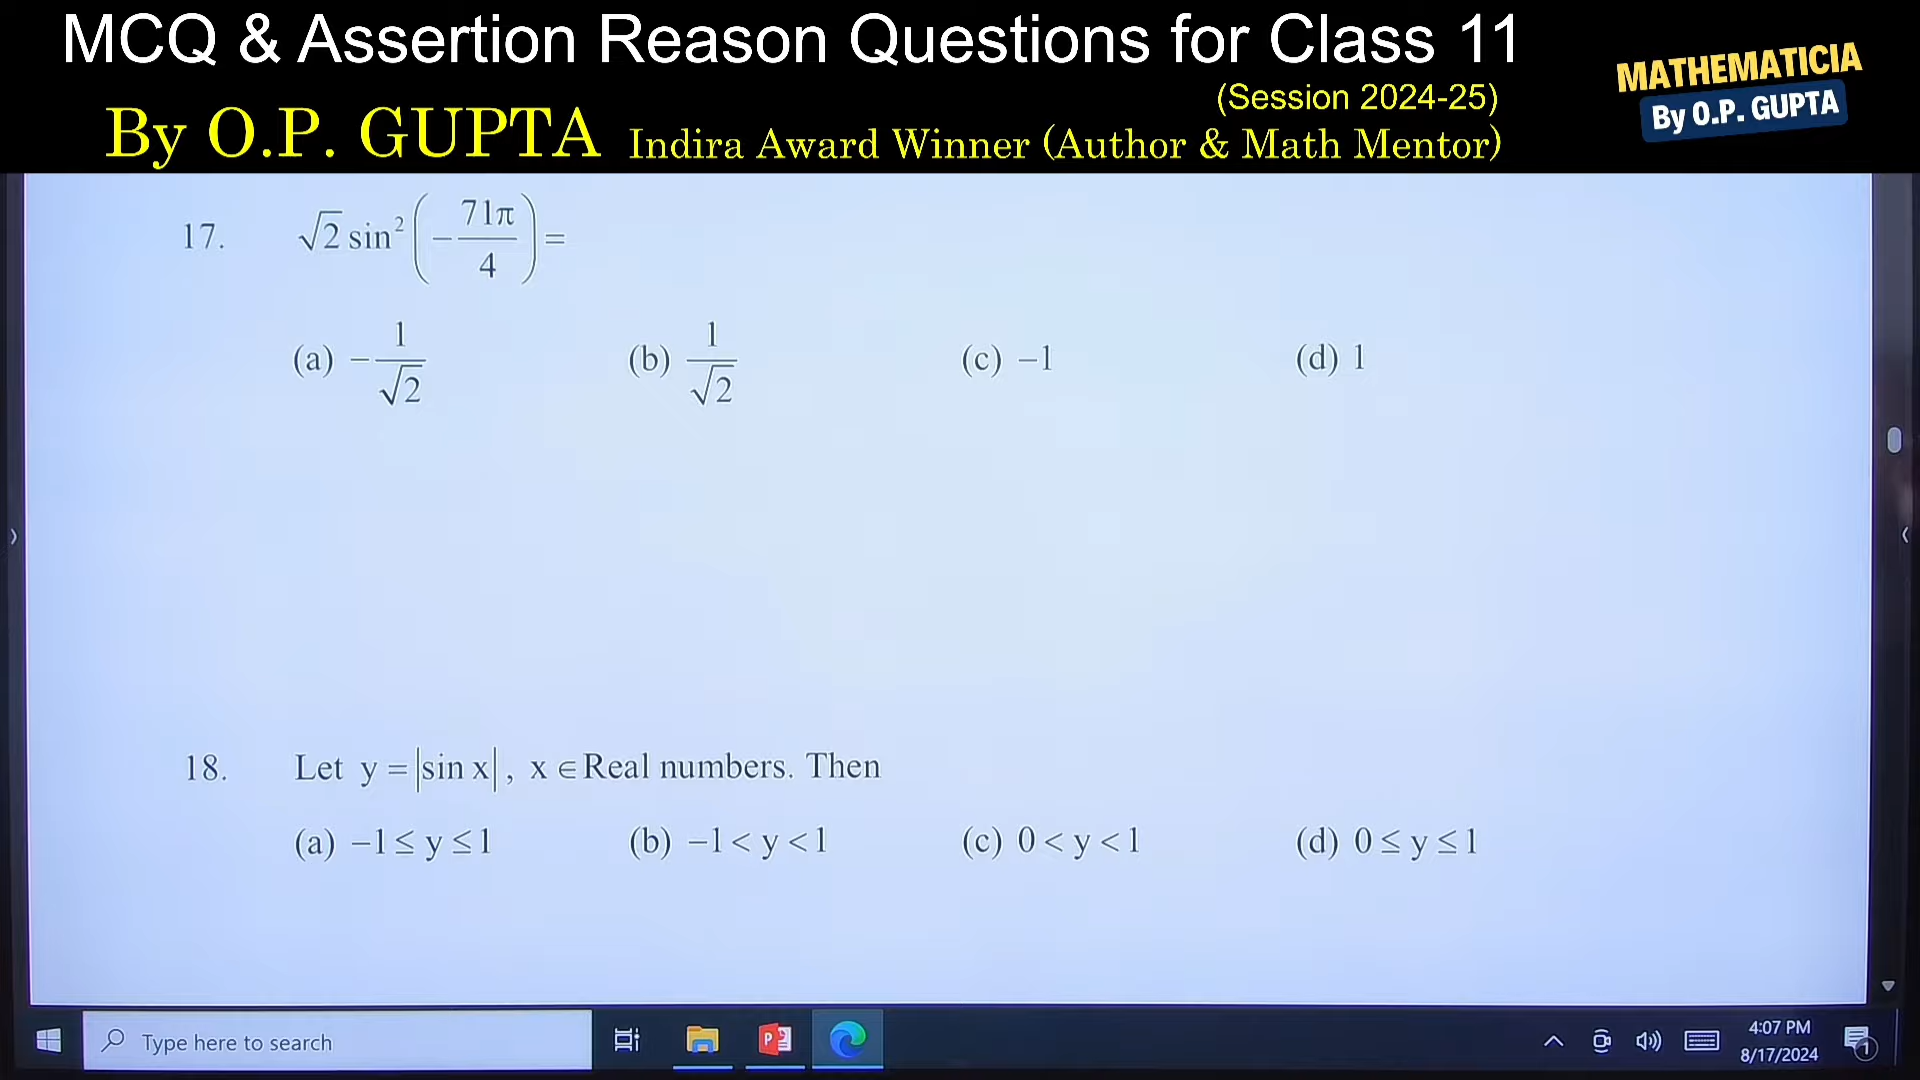 MCQ & Assertion Reason Questions for Class 11
(Session 2024-25)
By O.P. GUPTA Indira Award Winner (Author & Math Mentor)
MATHEMATICIA
By O.P. GUPTA
17. √2 sin² (−71π/4) =
(a) −1/√2 (b) 1/√2 (c) −1 (d) 1
18. Let y = |sin x|, x ∈ Real numbers. Then
(a) −1 ≤ y ≤ 1 (b) −1 < y < 1 (c) 0 < y < 1 (d) 0 ≤ y ≤ 1
Type here to search
4:07 PM
8/17/2024
1